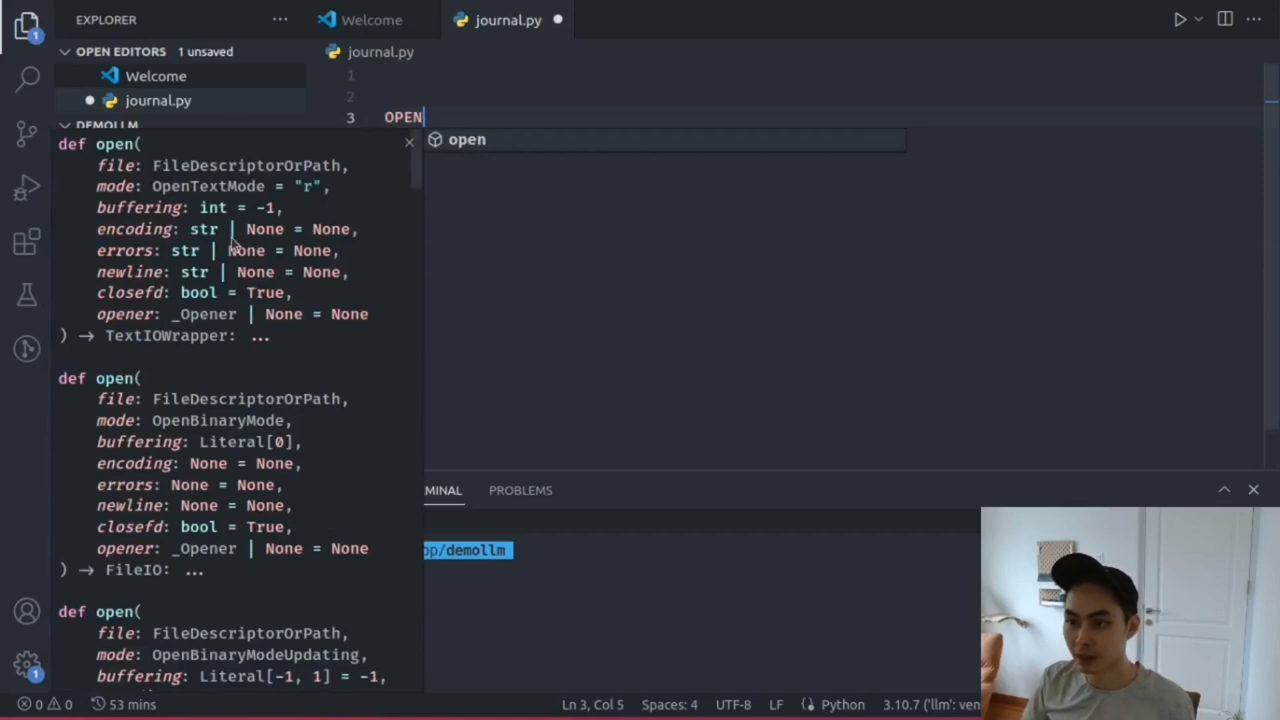 EXPLORER
Welcome
journal.py
OPEN EDITORS 1 unsaved
journal.py
Welcome
journal.py
DEMOLLM
1
2
3 OPEN
open
def open(
file: FileDescriptorOrPath,
mode: OpenTextMode = "r",
buffering: int = -1,
encoding: str | None = None,
errors: str | None = None,
newline: str | None = None,
closefd: bool = True,
opener: _Opener | None = None
) → TextIOWrapper: ...
def open(
file: FileDescriptorOrPath,
mode: OpenBinaryMode,
buffering: Literal[0],
encoding: None = None,
errors: None = None,
newline: None = None,
closefd: bool = True,
opener: _Opener | None = None
) → FileIO: ...
def open(
file: FileDescriptorOrPath,
mode: OpenBinaryModeUpdating,
buffering: Literal[-1, 1] = -1,
MINAL PROBLEMS
op/demollm
1
1
0 0 53 mins Ln 3, Col 5 Spaces: 4 UTF-8 LF Python 3.10.7 ('llm': ven